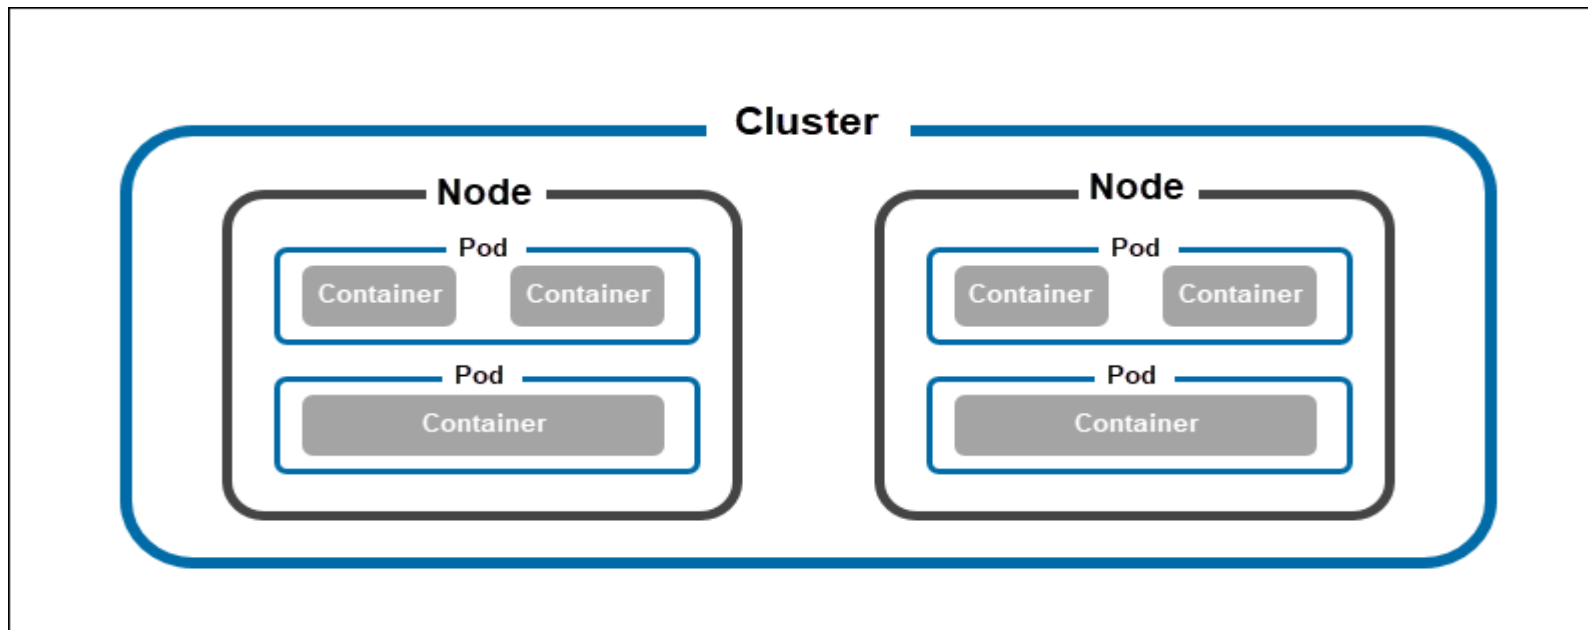 Cluster
Node
Node
Pod
Pod
Container
Container
Container
Container
Pod
Pod
Container
Container